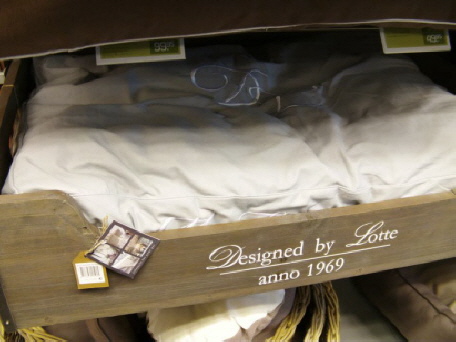 Designed by Lotte
anno 1969